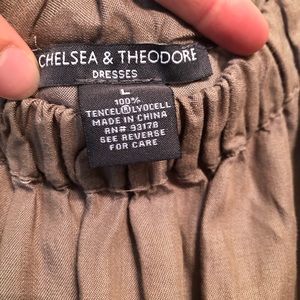 CHELSEA & THEODORE
DRESSES
L
100%
TENCEL®LYOCELL
MADE IN CHINA
RN# 93178
SEE REVERSE
FOR CARE